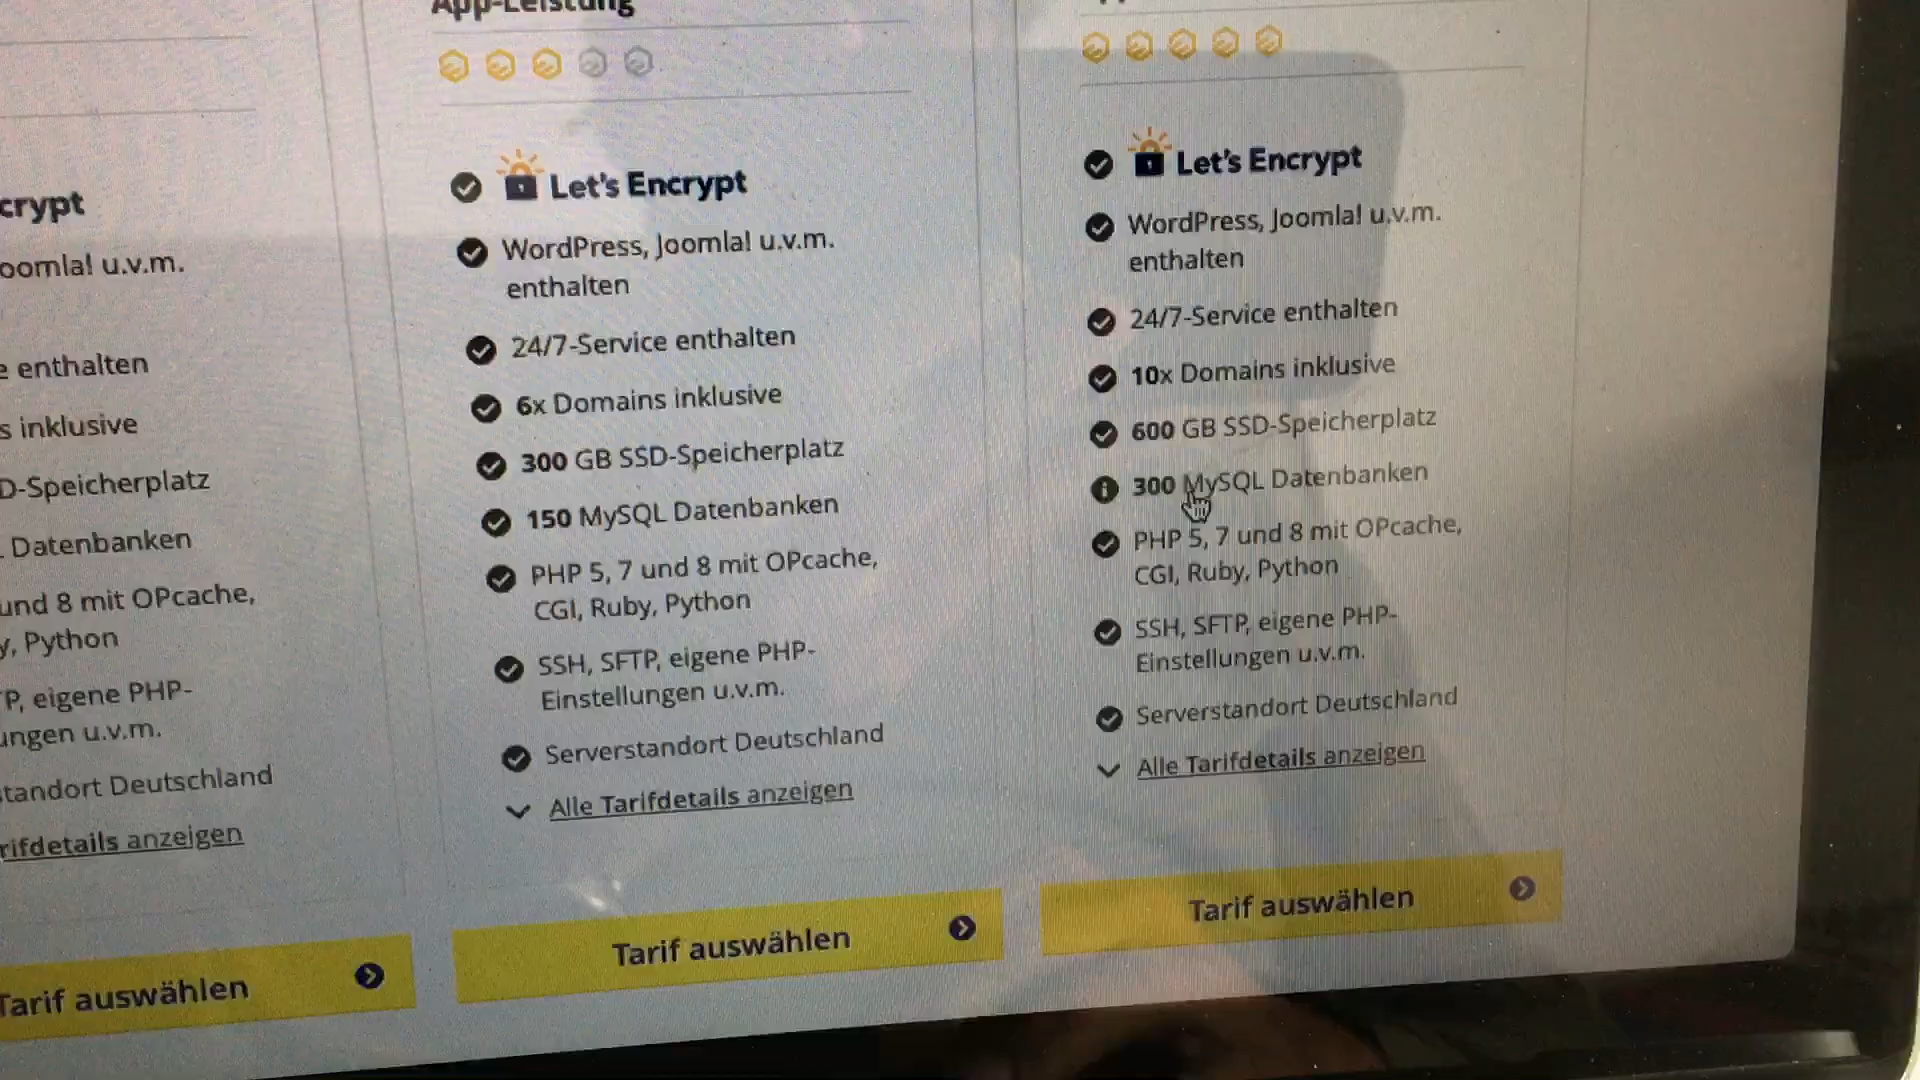 crypt
oomla! u.v.m.
e enthalten
s inklusive
D-Speicherplatz
Datenbanken
und 8 mit OPcache,
y, Python
P, eigene PHP-
ungen u.v.m.
standort Deutschland
rifdetails anzeigen
Tarif auswählen
App-Leistung
Let's Encrypt
WordPress, Joomla! u.v.m.
enthalten
24/7-Service enthalten
6x Domains inklusive
300 GB SSD-Speicherplatz
150 MySQL Datenbanken
PHP 5, 7 und 8 mit OPcache,
CGI, Ruby, Python
SSH, SFTP, eigene PHP-
Einstellungen u.v.m.
Serverstandort Deutschland
Alle Tarifdetails anzeigen
Tarif auswählen
Let's Encrypt
WordPress, Joomla! u.v.m.
enthalten
24/7-Service enthalten
10x Domains inklusive
600 GB SSD-Speicherplatz
300 MySQL Datenbanken
PHP 5, 7 und 8 mit OPcache,
CGI, Ruby, Python
SSH, SFTP, eigene PHP-
Einstellungen u.v.m.
Serverstandort Deutschland
Alle Tarifdetails anzeigen
Tarif auswählen